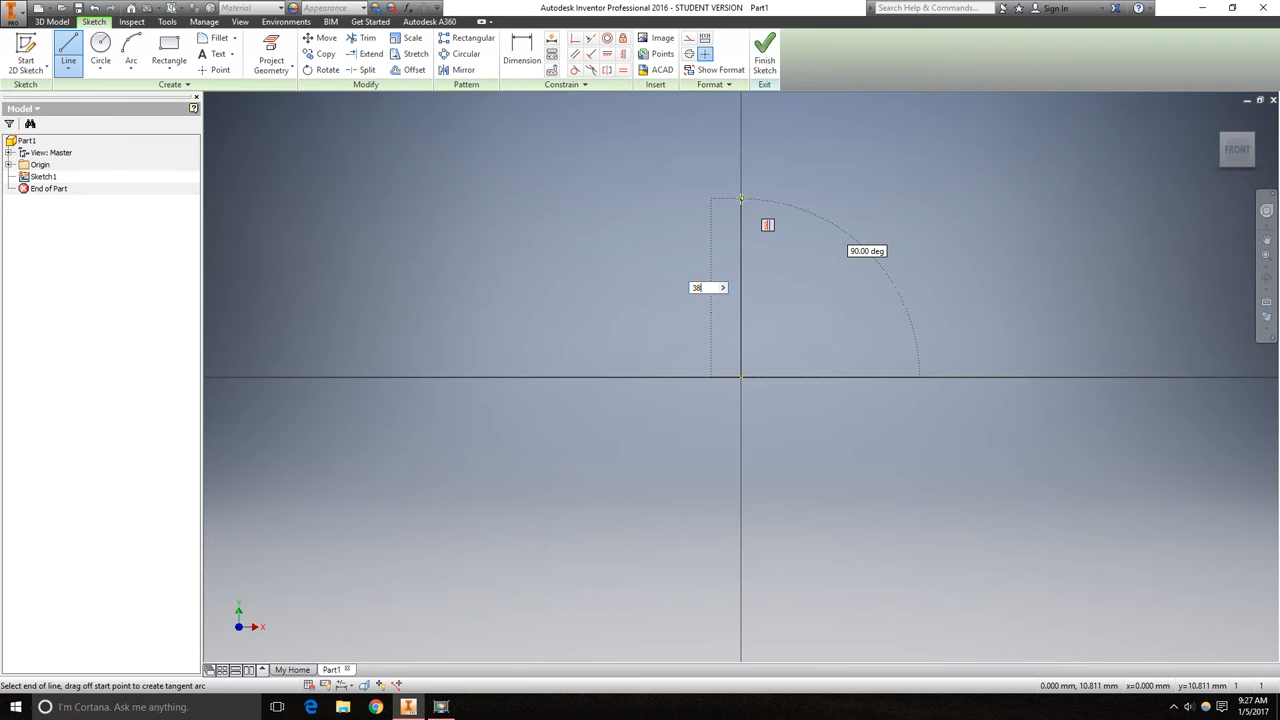 Material
Appearance
Autodesk Inventor Professional 2016 - STUDENT VERSION Part1
Search Help & Commands...
Sign In
PRO
3D Model
Sketch
Inspect
Tools
Manage
View
Environments
BIM
Get Started
Autodesk A360
Start
2D Sketch
Line
Circle
Arc
Rectangle
Fillet
Text
Point
Project
Geometry
Move
Copy
Rotate
Trim
Extend
Split
Scale
Stretch
Offset
Rectangular
Circular
Mirror
Dimension
Image
Points
ACAD
Show Format
Finish
Sketch
Sketch
Create
Modify
Pattern
Constrain
Insert
Format
Exit
Model
Part1
View: Master
Origin
Sketch1
End of Part
FRONT
90.00 deg
38
Y
X
My Home
Part1
Select end of line, drag off start point to create tangent arc
0.000 mm, 10.811 mm
x=0.000 mm
y=10.811 mm
1
1
I'm Cortana. Ask me anything.
9:27 AM
1/5/2017